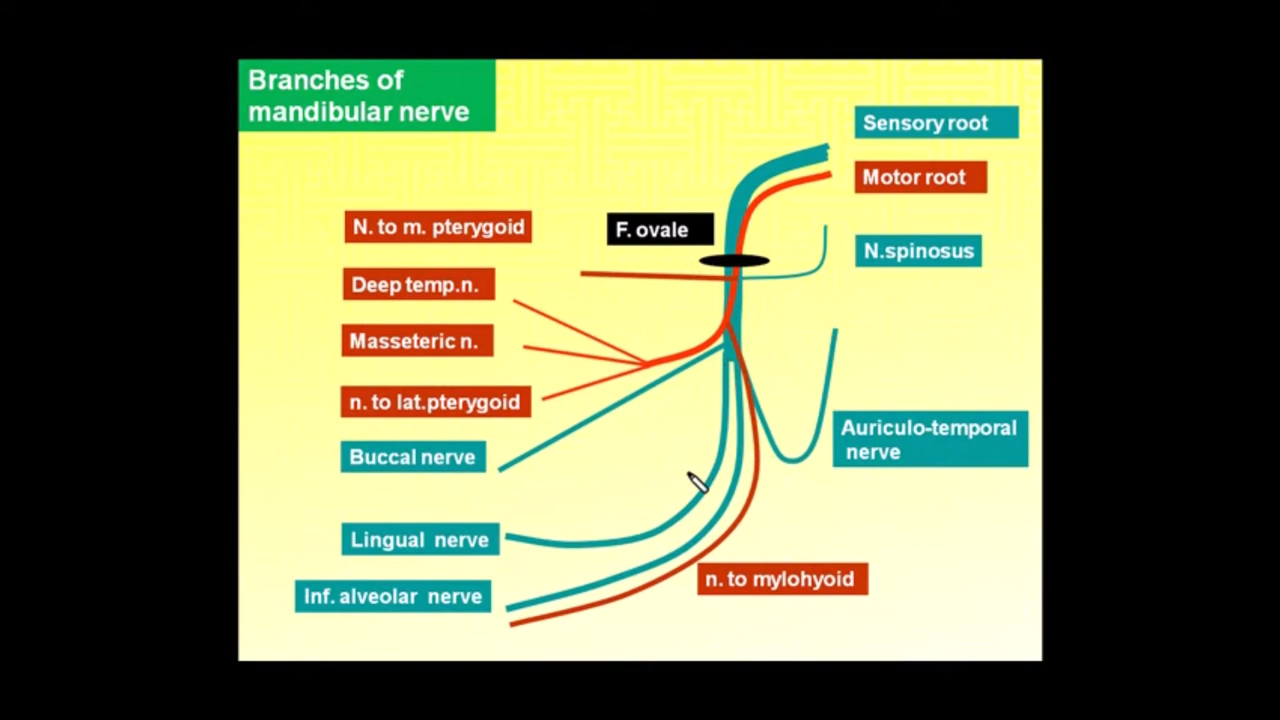 Branches of
mandibular nerve
Sensory root
Motor root
N. to m. pterygoid
F. ovale
N.spinosus
Deep temp.n.
Masseteric n.
n. to lat.pterygoid
Auriculo-temporal
nerve
Buccal nerve
Lingual nerve
n. to mylohyoid
Inf. alveolar nerve